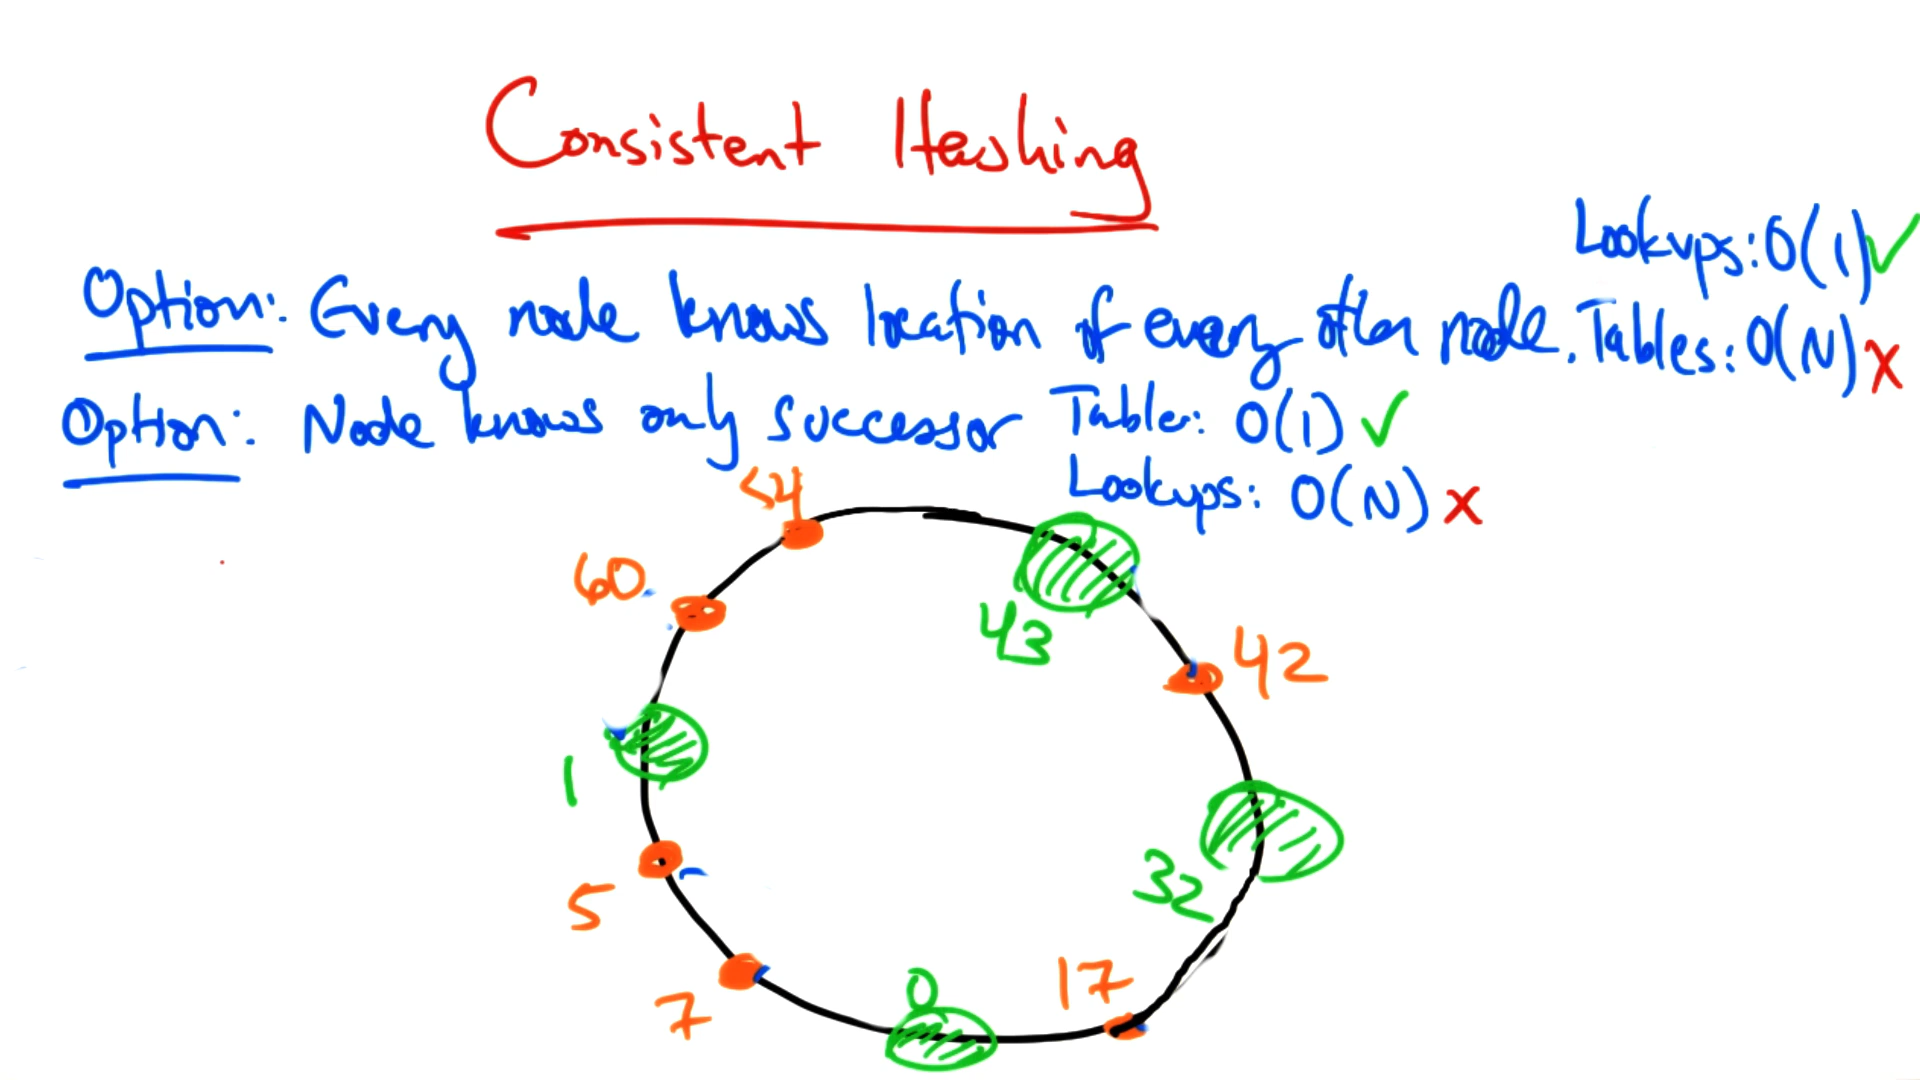 Consistent Hashing
Lookups: O(1) ✓
Option: Every node knows location of every other node. Tables: O(N) X
Option: Node knows only successor Table: O(1) ✓
Lookups: O(N) X
54
60
43
42
1
32
5
0
17
7